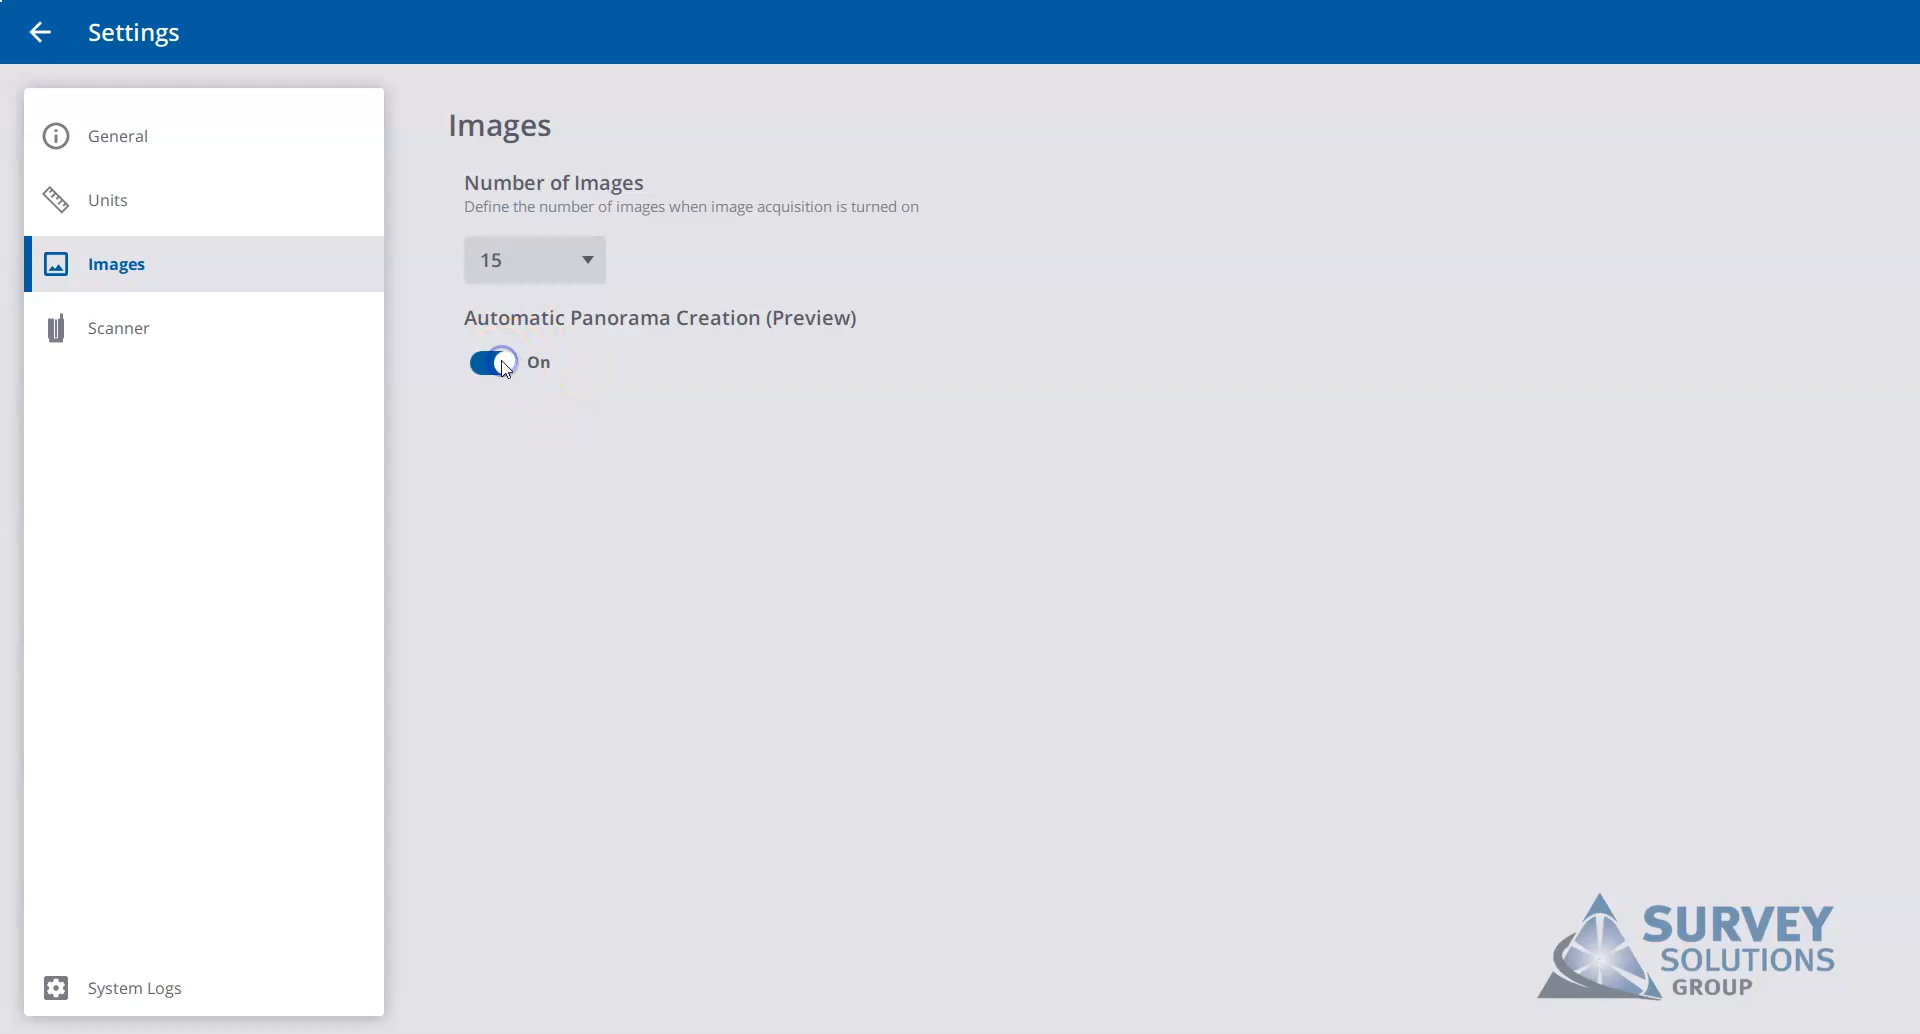 Settings
General
Units
Images
Scanner
System Logs
Images
Number of Images
Define the number of images when image acquisition is turned on
15
Automatic Panorama Creation (Preview)
On
SURVEY
SOLUTIONS
GROUP